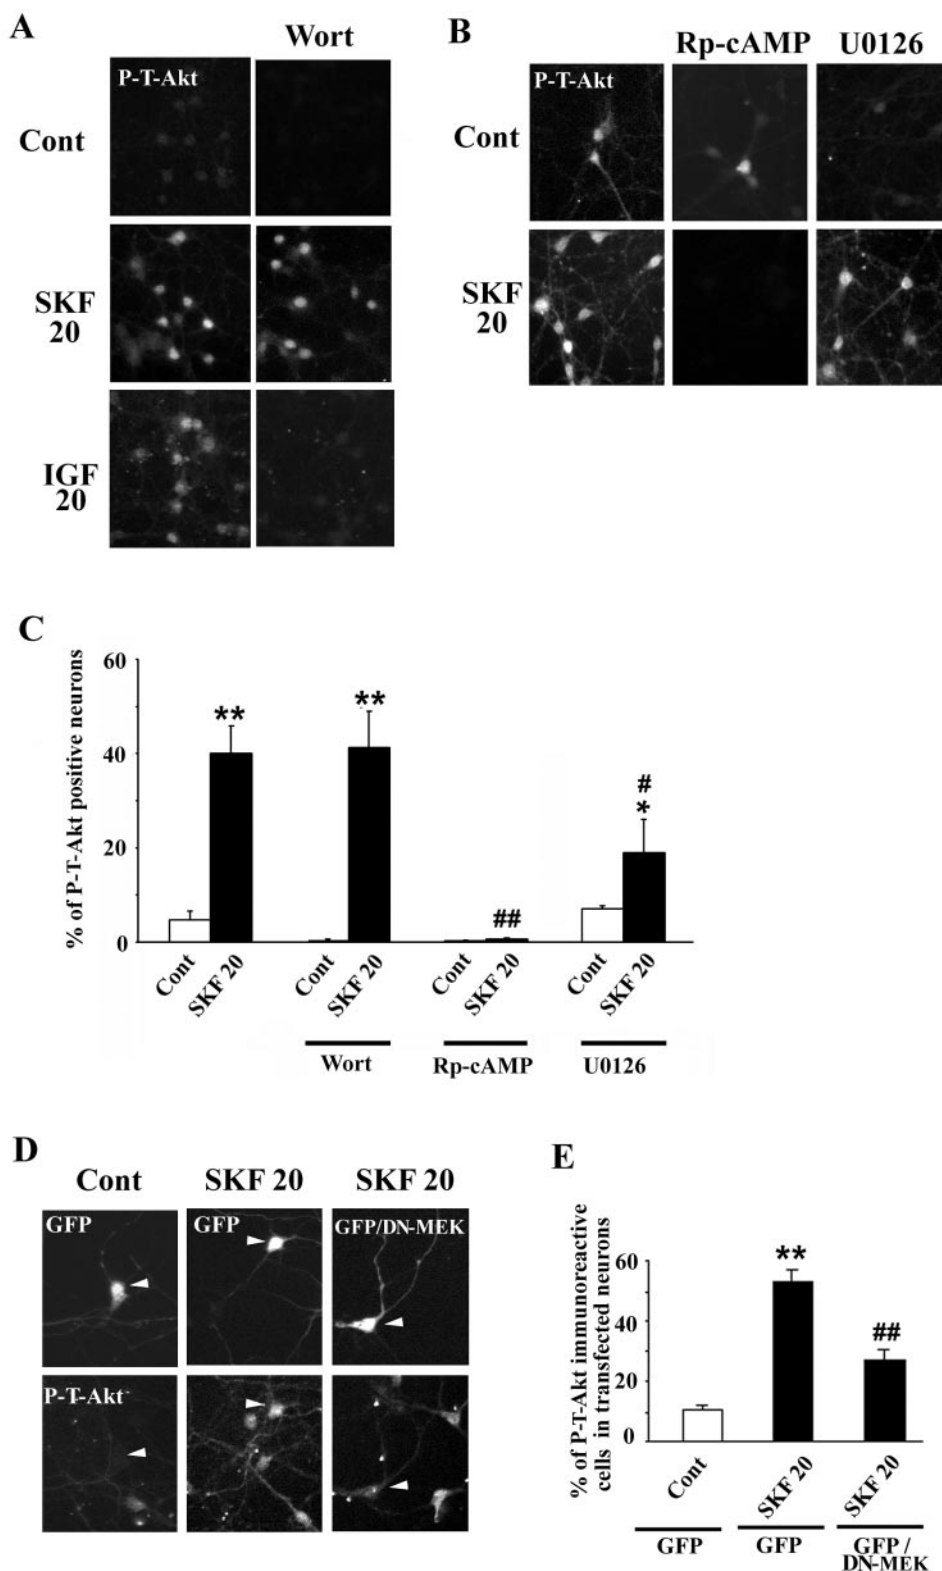 A
Wort
P-T-Akt
Cont
SKF
20
IGF
20
B
Rp-cAMP U0126
P-T-Akt
Cont
SKF
20
C
% of P-T-Akt positive neurons
60
40
20
0
**
**
##
#
*
Cont
SKF 20
Cont
SKF 20
Cont
SKF 20
Cont
SKF 20
Wort
Rp-cAMP
U0126
D
Cont SKF 20 SKF 20
GFP
GFP
GFP/DN-MEK
P-T-Akt
E
% of P-T-Akt immunoreactive
cells in transfected neurons
60
40
20
0
**
##
Cont
SKF 20
SKF 20
GFP
GFP
GFP /
DN-MEK